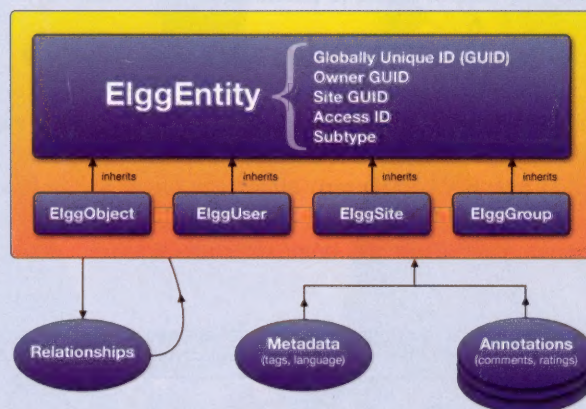 ElggEntity
Globally Unique ID (GUID)
Owner GUID
Site GUID
Access ID
Subtype
inherits
inherits
inherits
inherits
ElggObject
ElggUser
ElggSite
ElggGroup
Relationships
Metadata
(tags, language)
Annotations
(comments, ratings)